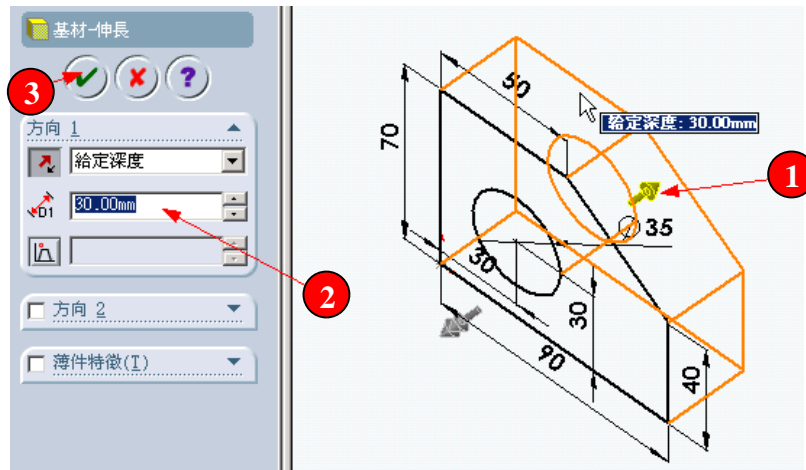 基材-伸長
3
?
方向 1
給定深度
D1
30.00mm
2
方向 2
薄件特徵(I)
50
給定深度: 30.00mm
70
1
⌀35
30
30
90
40